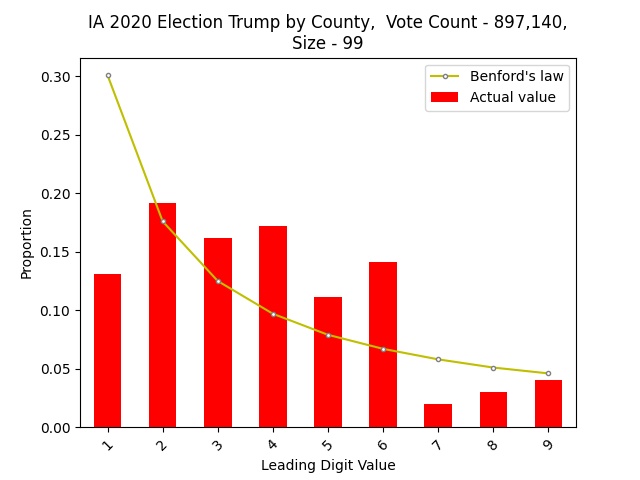 IA 2020 Election Trump by County,  Vote Count - 897,140,
Size - 99
Benford's law
Actual value
Proportion
0.30
0.25
0.20
0.15
0.10
0.05
0.00
1 2 3 4 5 6 7 8 9
Leading Digit Value